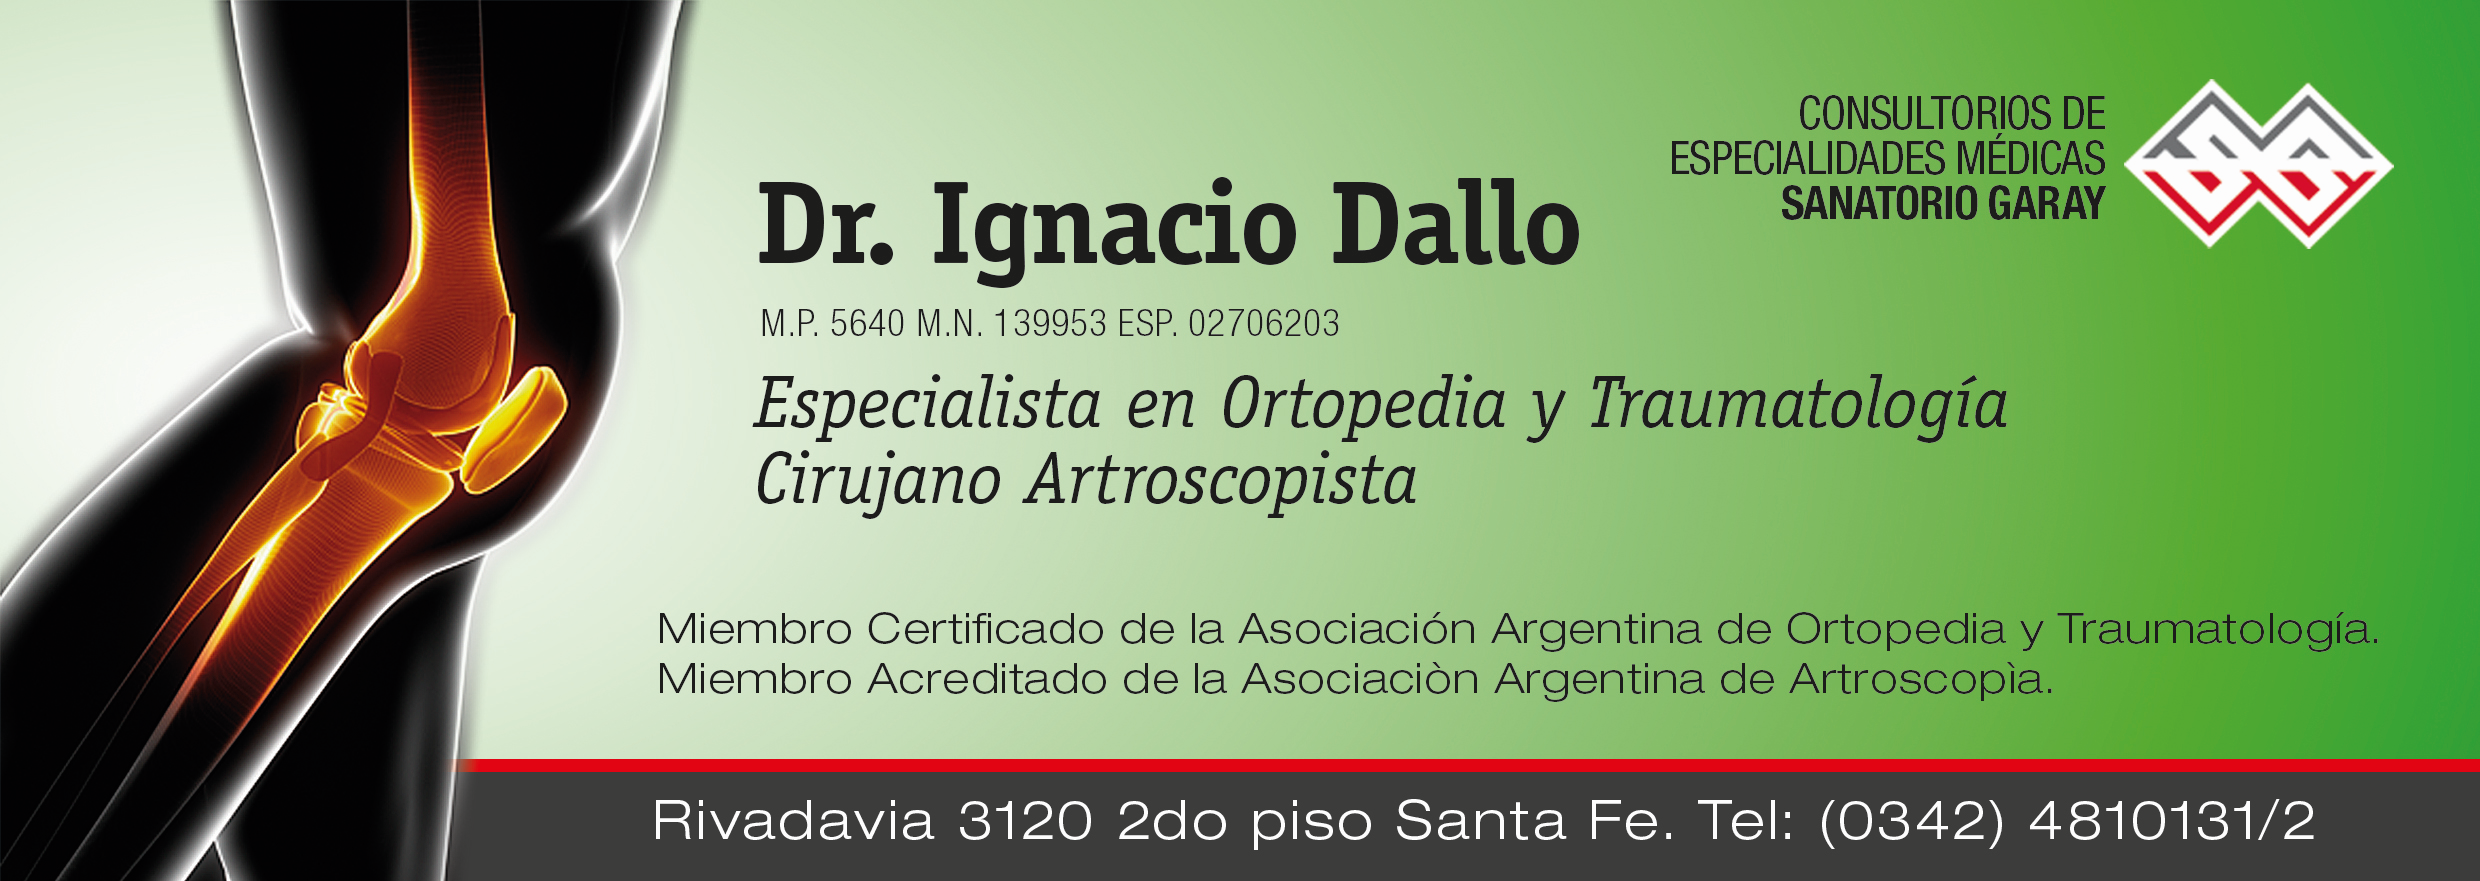 CONSULTORIOS DE
ESPECIALIDADES MÉDICAS
SANATORIO GARAY
Dr. Ignacio Dallo
M.P. 5640 M.N. 139953 ESP. 02706203
Especialista en Ortopedia y Traumatología
Cirujano Artroscopista
Miembro Certificado de la Asociación Argentina de Ortopedia y Traumatología.
Miembro Acreditado de la Asociaciòn Argentina de Artroscopìa.
Rivadavia 3120 2do piso Santa Fe. Tel: (0342) 4810131/2